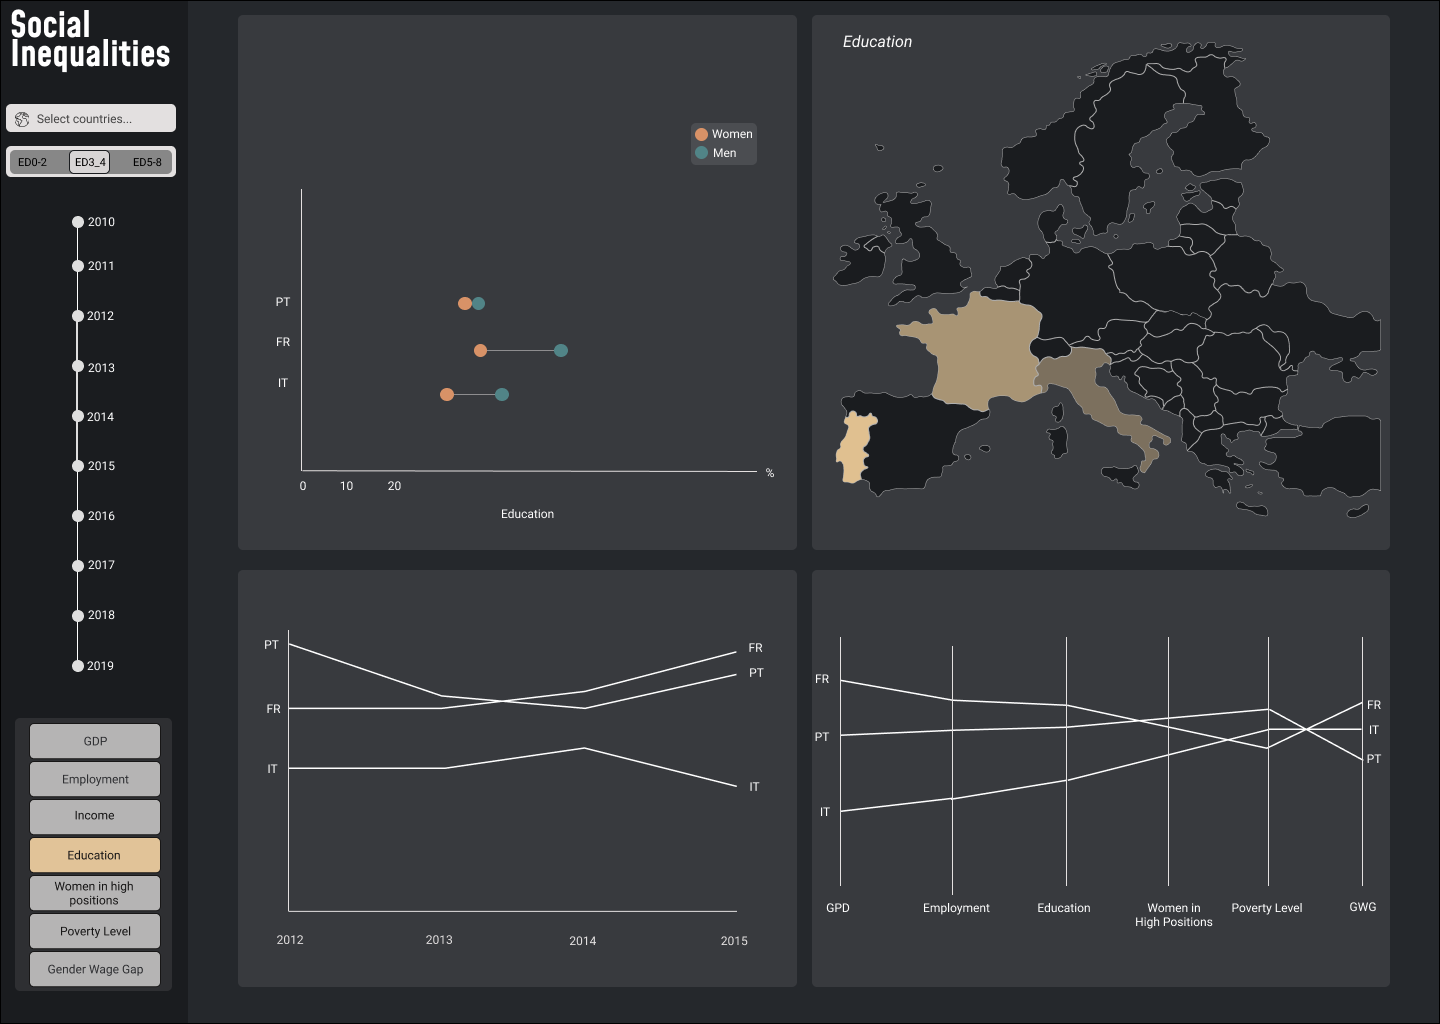 Social
Inequalities
Select countries...
ED0-2 ED3_4 ED5-8
2010
2011
2012
2013
2014
2015
2016
2017
2018
2019
GDP
Employment
Income
Education
Women in high
positions
Poverty Level
Gender Wage Gap
Women
Men
PT
FR
IT
%
0 10 20
Education
Education
PT
FR
IT
FR
PT
IT
2012 2013 2014 2015
FR
PT
IT
FR
IT
PT
GPD Employment Education Women in
High Positions Poverty Level GWG